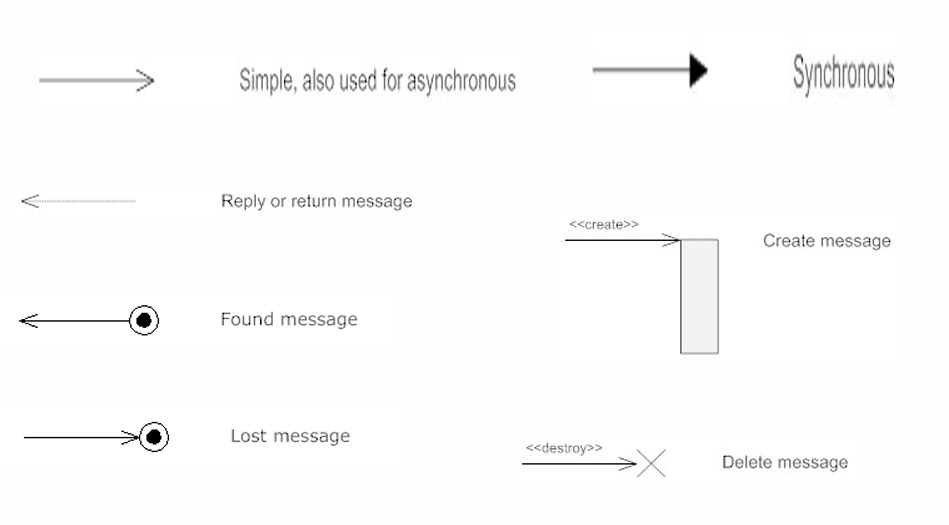 Simple, also used for asynchronous
Synchronous
Reply or return message
<<create>>
Create message
Found message
Lost message
<<destroy>>
Delete message